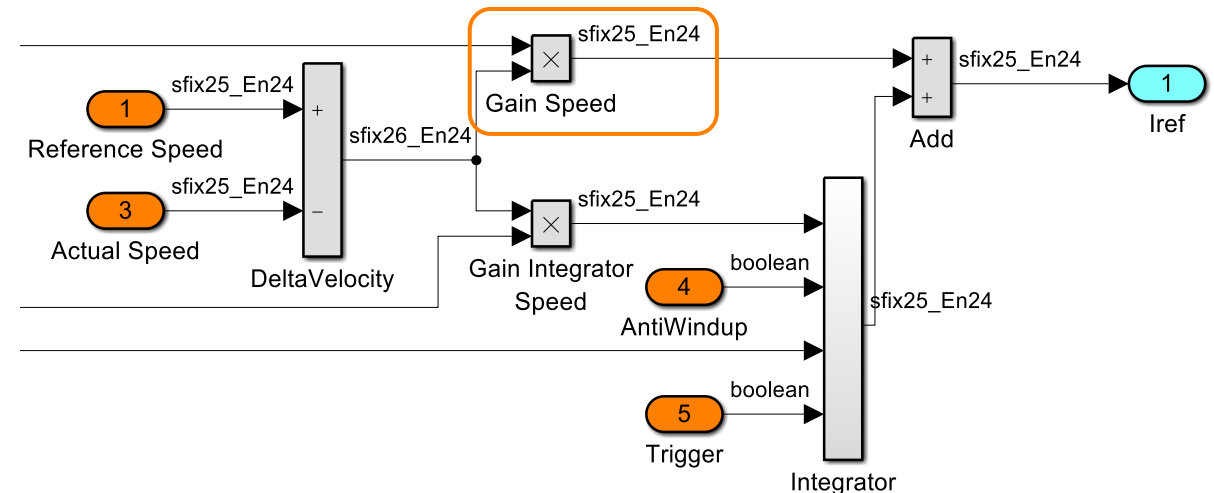 sfix25_En24
×
Gain Speed
sfix25_En24
1
Reference Speed
+
−
sfix26_En24
sfix25_En24
3
Actual Speed
DeltaVelocity
×
sfix25_En24
Gain Integrator
Speed
boolean
4
AntiWindup
boolean
5
Trigger
Integrator
sfix25_En24
+
+
Add
sfix25_En24
1
Iref